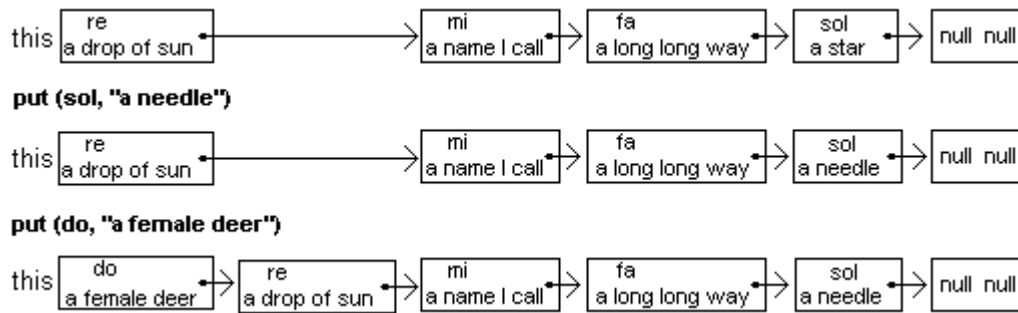 re mi fa sol
this a drop of sun a name I call a long long way a star null null
put (sol, "a needle")
re mi fa sol
this a drop of sun a name I call a long long way a needle null null
put (do, "a female deer")
do re mi fa sol
this a female deer a drop of sun a name I call a long long way a needle null null